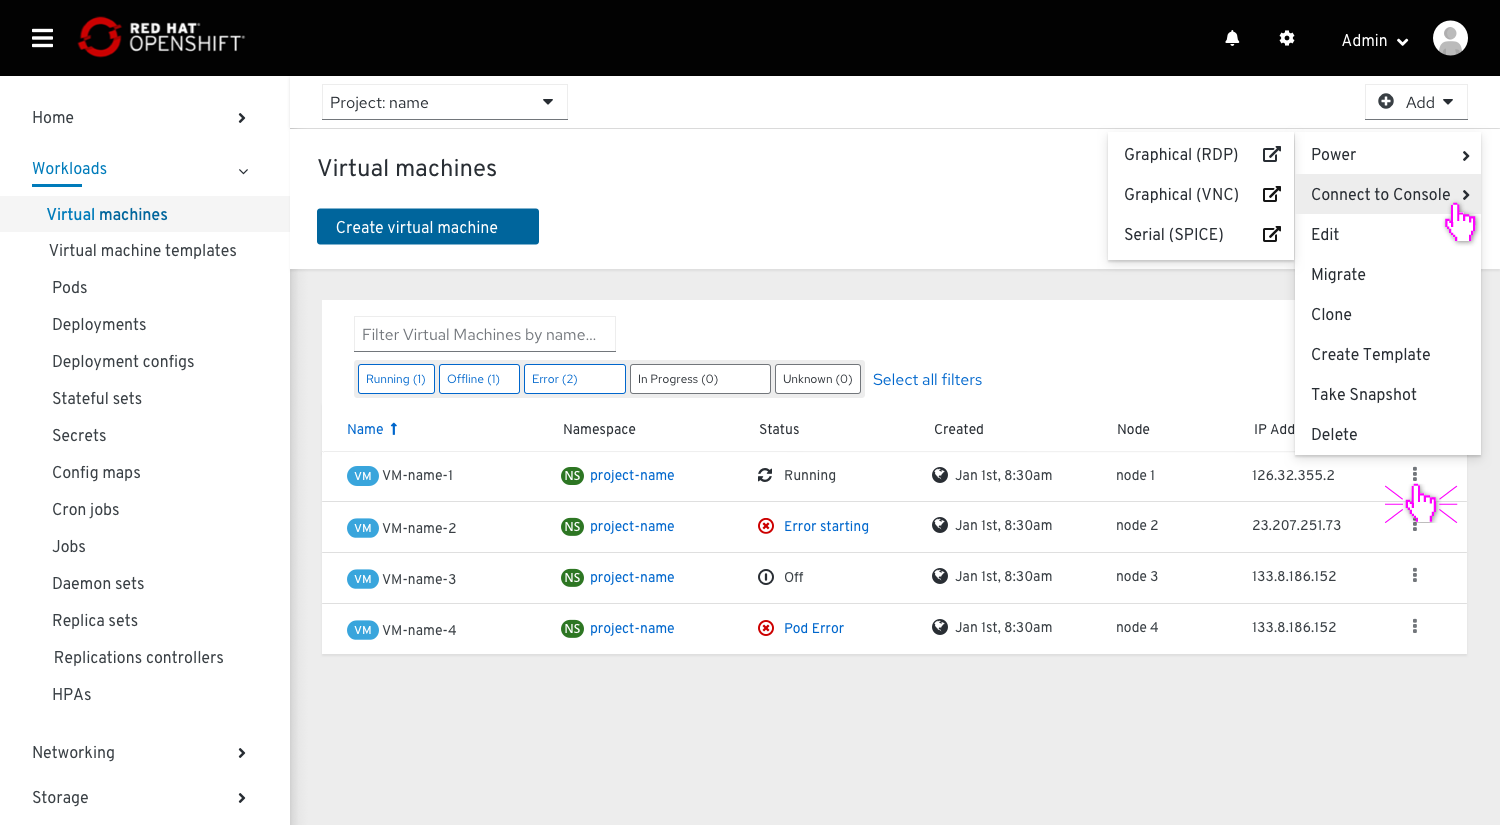 RED HAT
OPENSHIFT
Admin
Home
Workloads
Virtual machines
Virtual machine templates
Pods
Deployments
Deployment configs
Stateful sets
Secrets
Config maps
Cron jobs
Jobs
Daemon sets
Replica sets
Replications controllers
HPAs
Networking
Storage
Project: name
Add
Virtual machines
Create virtual machine
Graphical (RDP)
Graphical (VNC)
Serial (SPICE)
Power
Connect to Console
Edit
Migrate
Clone
Create Template
Take Snapshot
Delete
Filter Virtual Machines by name...
Running (1) Offline (1) Error (2) In Progress (0) Unknown (0) Select all filters
Name Namespace Status Created Node IP Add
VM VM-name-1 NS project-name Running Jan 1st, 8:30am node 1 126.32.355.2
VM VM-name-2 NS project-name Error starting Jan 1st, 8:30am node 2 23.207.251.73
VM VM-name-3 NS project-name Off Jan 1st, 8:30am node 3 133.8.186.152
VM VM-name-4 NS project-name Pod Error Jan 1st, 8:30am node 4 133.8.186.152